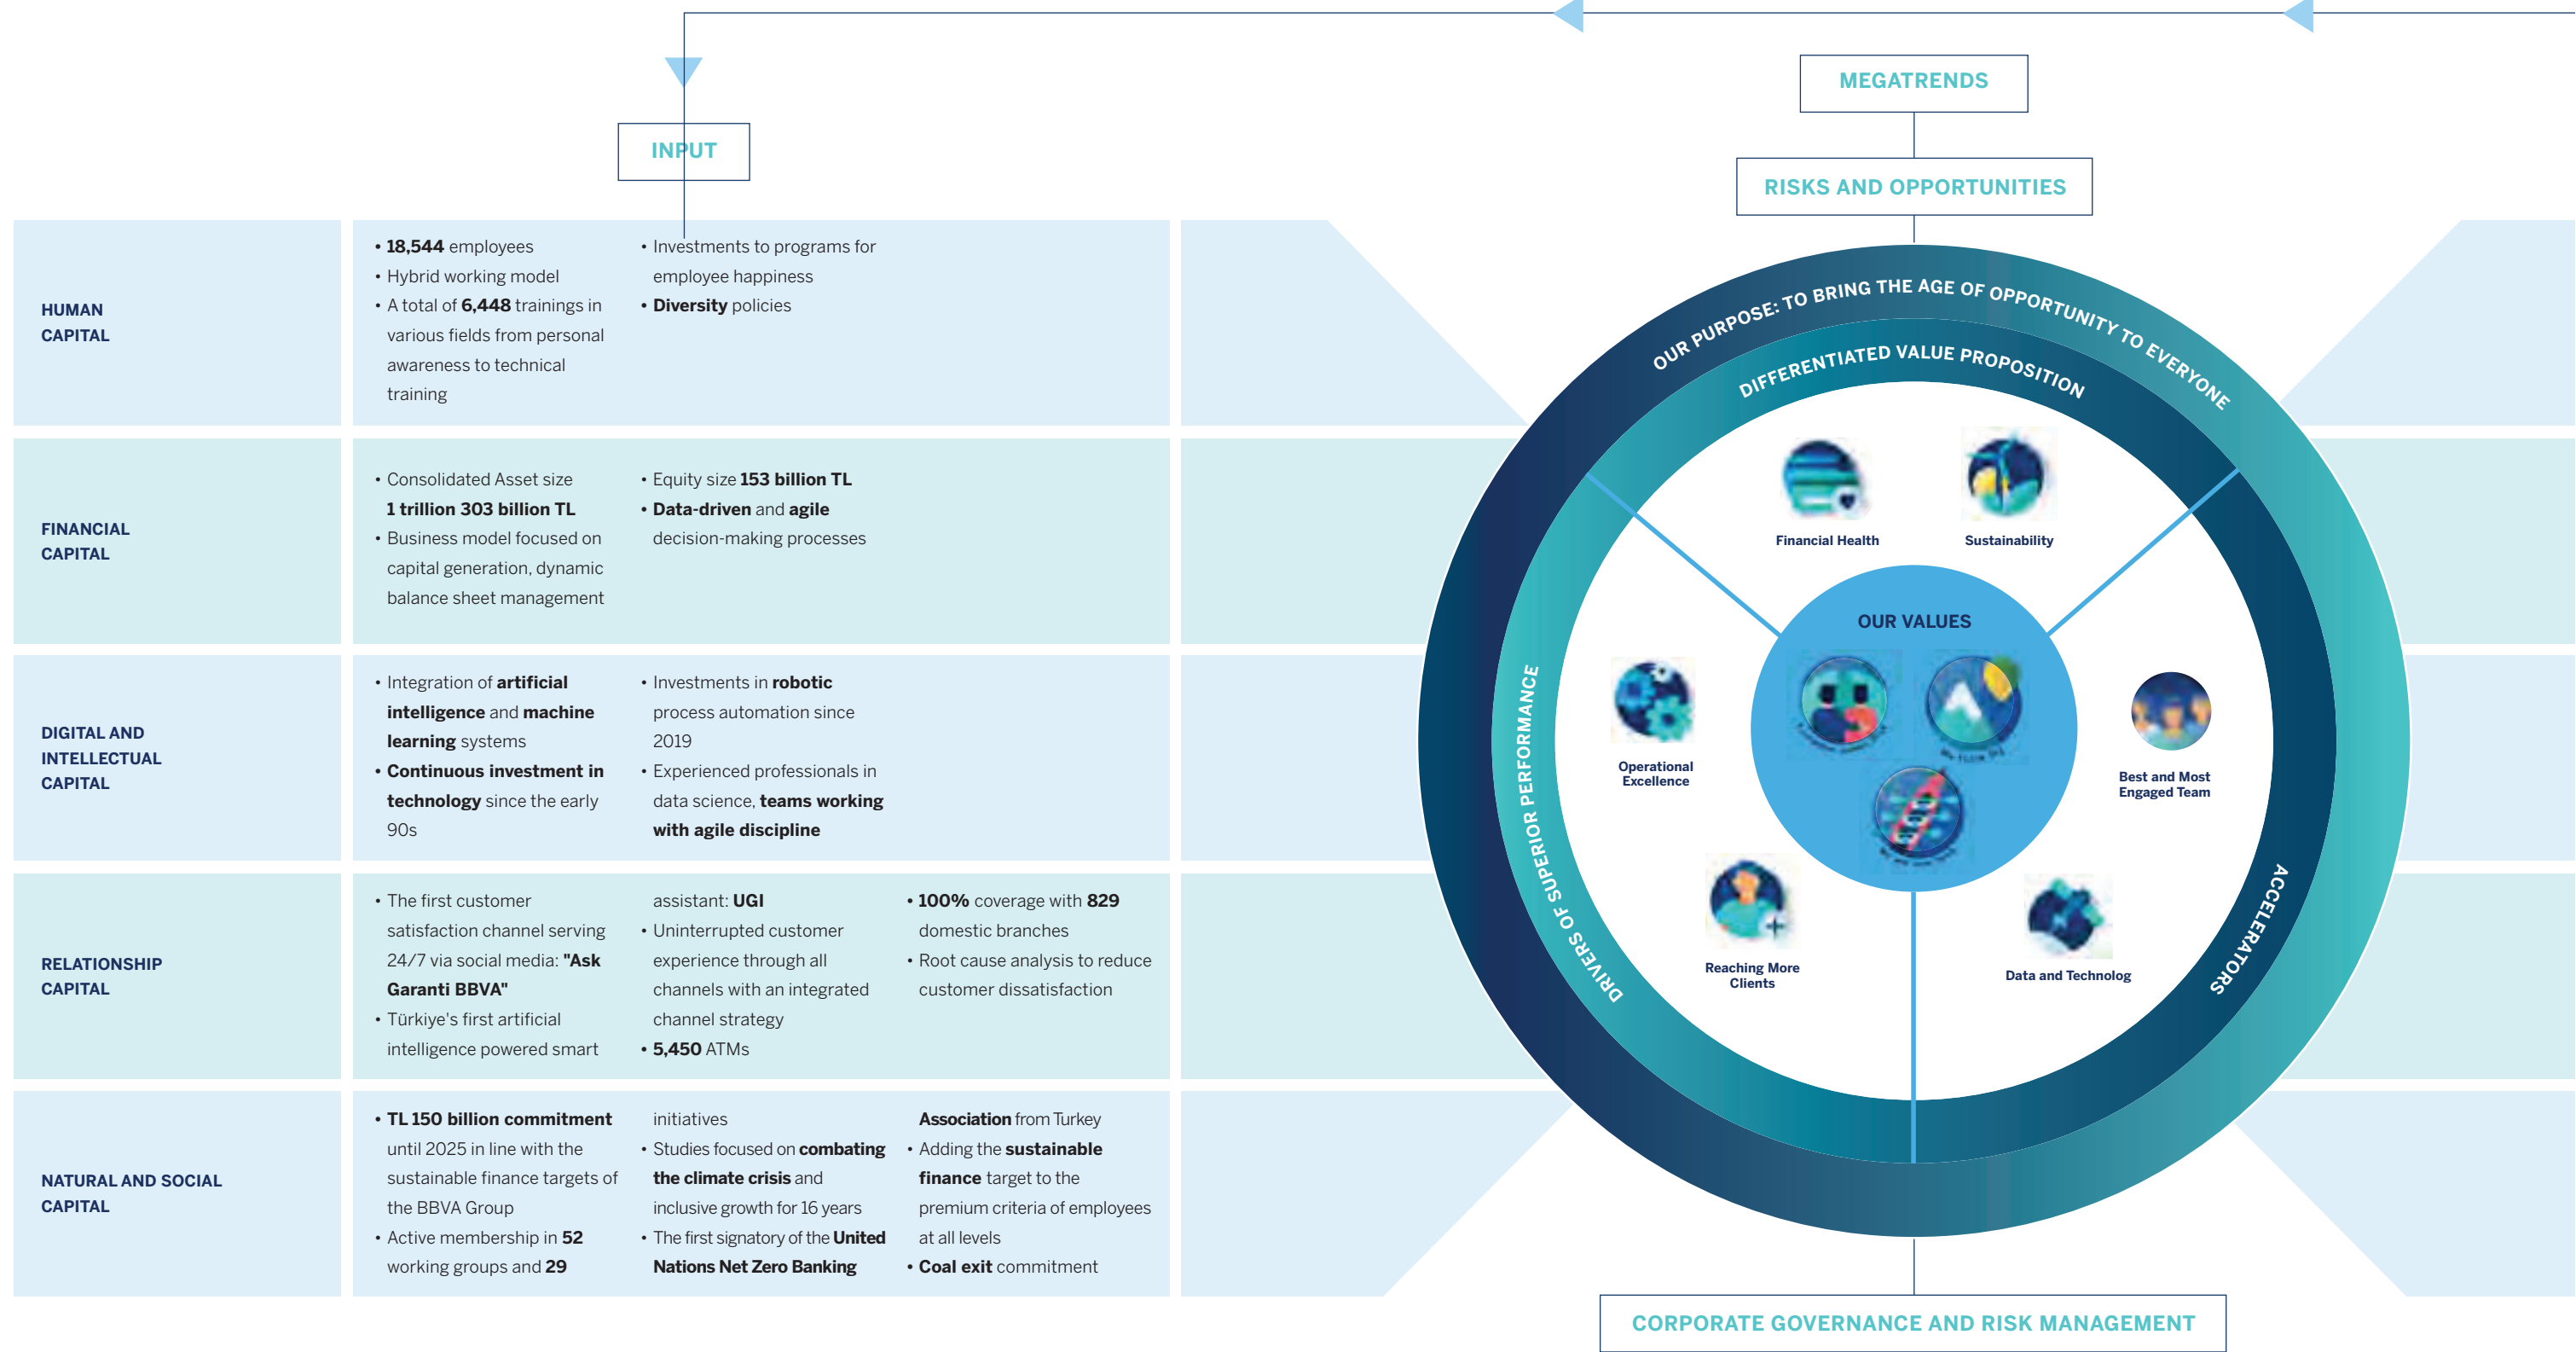 MEGATRENDS
INPUT
RISKS AND OPPORTUNITIES
HUMAN
CAPITAL
• 18,544 employees
• Hybrid working model
• A total of 6,448 trainings in
various fields from personal
awareness to technical
training
• Investments to programs for
employee happiness
• Diversity policies
FINANCIAL
CAPITAL
• Consolidated Asset size
1 trillion 303 billion TL
• Business model focused on
capital generation, dynamic
balance sheet management
• Equity size 153 billion TL
• Data-driven and agile
decision-making processes
DIGITAL AND
INTELLECTUAL
CAPITAL
• Integration of artificial
intelligence and machine
learning systems
• Continuous investment in
technology since the early
90s
• Investments in robotic
process automation since
2019
• Experienced professionals in
data science, teams working
with agile discipline
RELATIONSHIP
CAPITAL
• The first customer
satisfaction channel serving
24/7 via social media: "Ask
Garanti BBVA"
• Türkiye's first artificial
intelligence powered smart
assistant: UGI
• Uninterrupted customer
experience through all
channels with an integrated
channel strategy
• 5,450 ATMs
• 100% coverage with 829
domestic branches
• Root cause analysis to reduce
customer dissatisfaction
NATURAL AND SOCIAL
CAPITAL
• TL 150 billion commitment
until 2025 in line with the
sustainable finance targets of
the BBVA Group
• Active membership in 52
working groups and 29
initiatives
• Studies focused on combating
the climate crisis and
inclusive growth for 16 years
• The first signatory of the United
Nations Net Zero Banking
Association from Turkey
• Adding the sustainable
finance target to the
premium criteria of employees
at all levels
• Coal exit commitment
OUR PURPOSE: TO BRING THE AGE OF OPPORTUNITY TO EVERYONE
DIFFERENTIATED VALUE PROPOSITION
Financial Health
Sustainability
OUR VALUES
DRIVERS OF SUPERIOR PERFORMANCE
Operational
Excellence
Reaching More
Clients
Best and Most
Engaged Team
Data and Technolog
ACCELERATORS
CORPORATE GOVERNANCE AND RISK MANAGEMENT